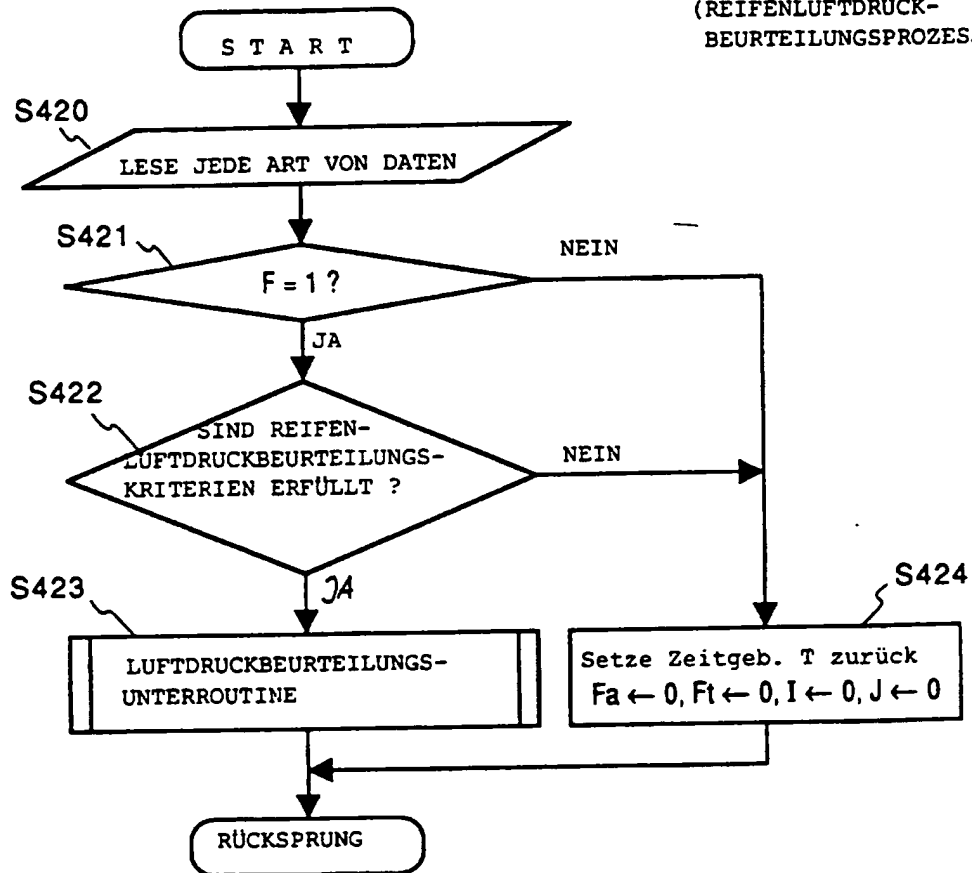 (REIFENLUFTDRUCK-
BEURTEILUNGSPROZES
S T A R T
S420
LESE JEDE ART VON DATEN
S421
F = 1 ?
NEIN
JA
S422
SIND REIFEN-
LUFTDRUCKBEURTEILUNGS-
KRITERIEN ERFÜLLT ?
NEIN
JA
S423
S424
LUFTDRUCKBEURTEILUNGS-
UNTERROUTINE
Setze Zeitgeb. T zurück
Fa ← 0, Ft ← 0, I ← 0, J ← 0
RÜCKSPRUNG